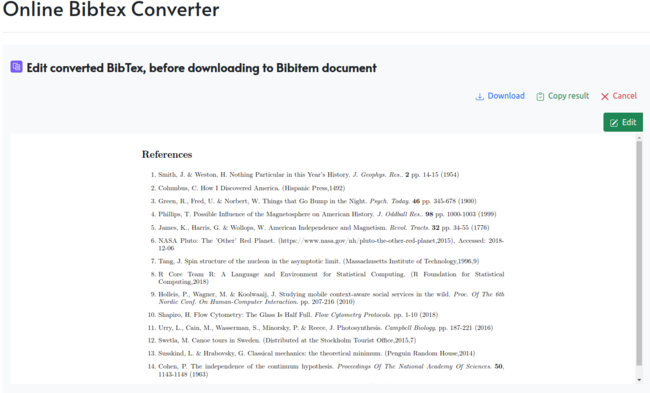 Online Bibtex Converter
Edit converted BibTex, before downloading to Bibitem document
Download
Copy result
Cancel
Edit
References
1. Smith, J. & Weston, H. Nothing Particular in this Year's History. J. Geophys. Res.. 2 pp. 14-15 (1954)
2. Columbus, C. How I Discovered America. (Hispanic Press,1492)
3. Green, R., Fred, U. & Norbert, W. Things that Go Bump in the Night. Psych. Today. 46 pp. 345-678 (1900)
4. Phillips, T. Possible Influence of the Magnetosphere on American History. J. Oddball Res.. 98 pp. 1000-1003 (1999)
5. James, K., Harris, G. & Wollops, W. American Independence and Magnetism. Revol. Tracts. 32 pp. 34-55 (1776)
6. NASA Pluto: The 'Other' Red Planet. (https://www.nasa.gov/nh/pluto-the-other-red-planet,2015), Accessed: 2018-
12-06
7. Tang, J. Spin structure of the nucleon in the asymptotic limit. (Massachusetts Institute of Technology,1996,9)
8. R Core Team R: A Language and Environment for Statistical Computing. (R Foundation for Statistical
Computing,2018)
9. Holleis, P., Wagner, M. & Koolwaaij, J. Studying mobile context-aware social services in the wild. Proc. Of The 6th
Nordic Conf. On Human-Computer Interaction. pp. 207-216 (2010)
10. Shapiro, H. Flow Cytometry: The Glass Is Half Full. Flow Cytometry Protocols. pp. 1-10 (2018)
11. Urry, L., Cain, M., Wasserman, S., Minorsky, P. & Reece, J. Photosynthesis. Campbell Biology. pp. 187-221 (2016)
12. Swetla, M. Canoe tours in Sweden. (Distributed at the Stockholm Tourist Office,2015,7)
13. Susskind, L. & Hrabovsky, G. Classical mechanics: the theoretical minimum. (Penguin Random House,2014)
14. Cohen, P. The independence of the continuum hypothesis. Proceedings Of The National Academy Of Sciences. 50,
1143-1148 (1963)